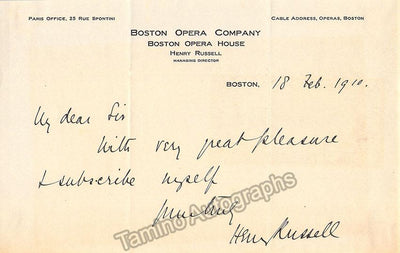 PARIS OFFICE, 25 RUE SPONTINI
CABLE ADDRESS, OPERAS, BOSTON
BOSTON OPERA COMPANY
BOSTON OPERA HOUSE
HENRY RUSSELL
MANAGING DIRECTOR
BOSTON, 18 Feb. 1910.
My dear Sir
With very great pleasure
I subscribe myself
Henry Russell
Tamino Autographs